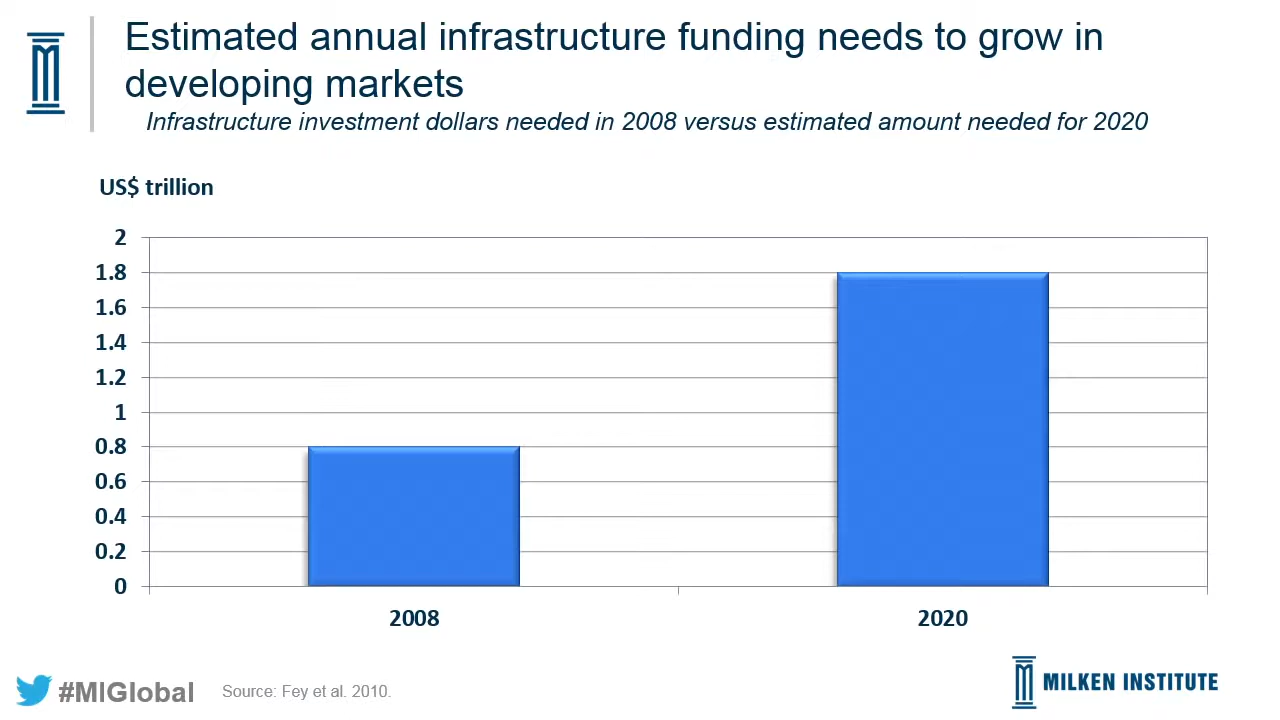 Estimated annual infrastructure funding needs to grow in
developing markets
Infrastructure investment dollars needed in 2008 versus estimated amount needed for 2020
US$ trillion
2
1.8
1.6
1.4
1.2
1
0.8
0.6
0.4
0.2
0
2008
2020
#MIGlobal
Source: Fey et al. 2010.
MILKEN INSTITUTE